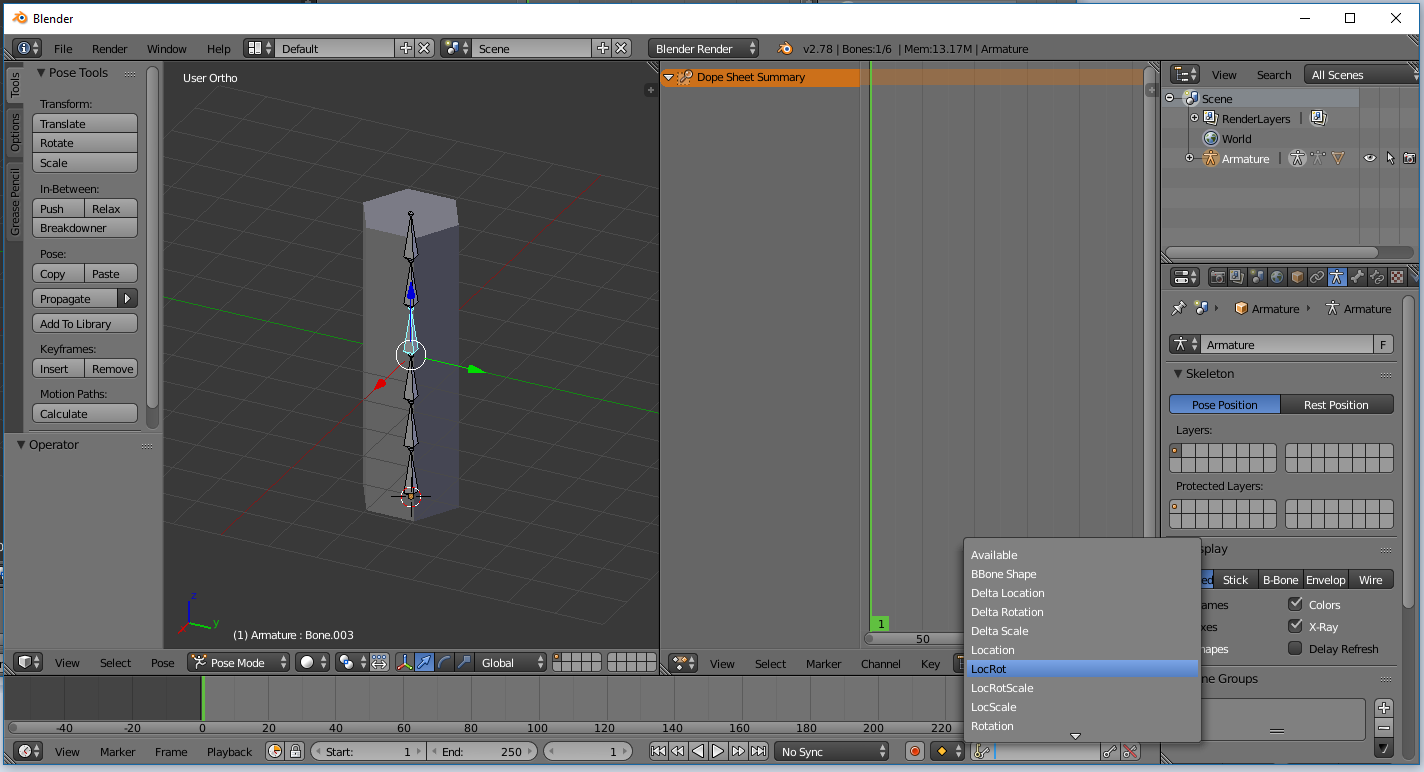 Blender
File Render Window Help Default Scene Blender Render v2.78 | Bones:1/6 | Mem:13.17M | Armature
Tools
Options
Grease Pencil
Pose Tools
Transform:
Translate
Rotate
Scale
In-Between:
Push Relax
Breakdowner
Pose:
Copy Paste
Propagate
Add To Library
Keyframes:
Insert Remove
Motion Paths:
Calculate
Operator
User Ortho
z
y
(1) Armature : Bone.003
View Select Pose Pose Mode Global
Dope Sheet Summary
1
50
View Select Marker Channel Key
View Search All Scenes
Scene
RenderLayers |
World
Armature |
Armature Armature
Armature F
Skeleton
Pose Position Rest Position
Layers:
Protected Layers:
splay
ed Stick B-Bone Envelop Wire
ames Colors
xes X-Ray
hapes Delay Refresh
ne Groups
Available
BBone Shape
Delta Location
Delta Rotation
Delta Scale
Location
LocRot
LocRotScale
LocScale
Rotation
-40 -20 0 20 40 60 80 100 120 140 160 180 200 220
View Marker Frame Playback Start: 1 End: 250 1 No Sync